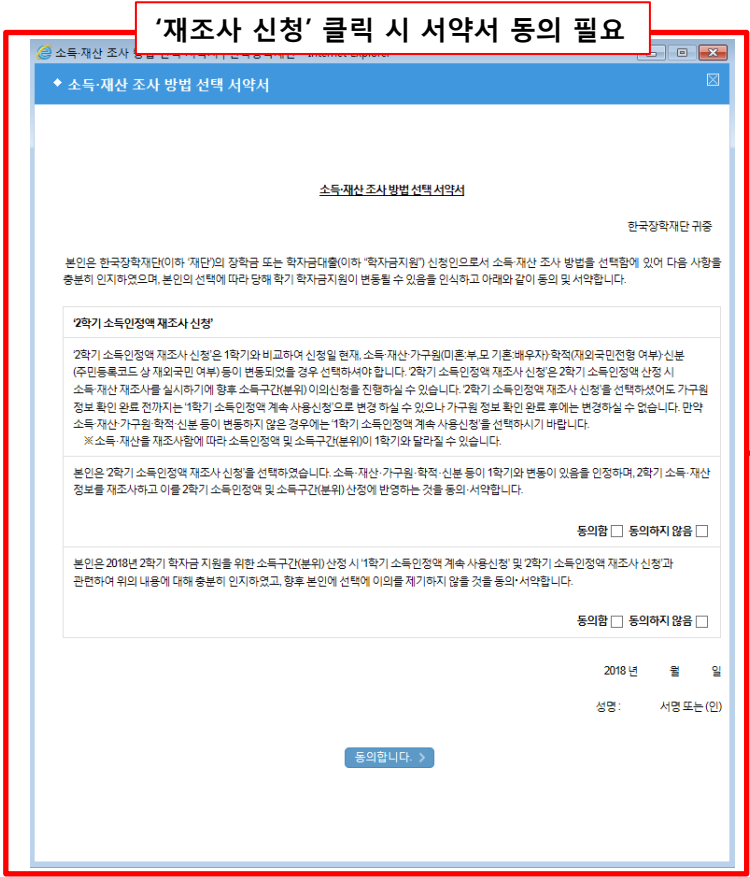 ‘재조사 신청’ 클릭 시 서약서 동의 필요
소득·재산 조사
Internet Explorer
소득·재산 조사 방법 선택 서약서
소득·재산 조사 방법 선택 서약서
한국장학재단 귀중
본인은 한국장학재단(이하 ‘재단’)의 장학금 또는 학자금대출(이하 “학자금지원”) 신청인으로서 소득·재산 조사 방법을 선택함에 있어 다음 사항을
충분히 인지하였으며, 본인의 선택에 따라 당해 학기 학자금지원이 변동될 수 있음을 인식하고 아래와 같이 동의 및 서약합니다.
‘2학기 소득인정액 재조사 신청’
‘2학기 소득인정액 재조사 신청’은 1학기와 비교하여 신청일 현재, 소득·재산·가구원(미혼:부,모 기혼:배우자)·학적(재외국민전형 여부)·신분
(주민등록코드 상 재외국민 여부) 등이 변동되었을 경우 선택하셔야 합니다. ‘2학기 소득인정액 재조사 신청’은 2학기 소득인정액 산정 시
소득·재산 재조사를 실시하기에 향후 소득구간(분위) 이의신청을 진행하실 수 있습니다. ‘2학기 소득인정액 재조사 신청’을 선택하셨어도 가구원
정보 확인 완료 전까지는 ‘1학기 소득인정액 계속 사용신청’으로 변경 하실 수 있으나 가구원 정보 확인 완료 후에는 변경하실 수 없습니다. 만약
소득·재산·가구원·학적·신분 등이 변동하지 않은 경우에는 ‘1학기 소득인정액 계속 사용신청’을 선택하시기 바랍니다.
※ 소득·재산을 재조사함에 따라 소득인정액 및 소득구간(분위)이 1학기와 달라질 수 있습니다.
본인은 ‘2학기 소득인정액 재조사 신청’을 선택하였습니다. 소득·재산·가구원·학적·신분 등이 1학기와 변동이 있음을 인정하며, 2학기 소득·재산
정보를 재조사하고 이를 2학기 소득인정액 및 소득구간(분위) 산정에 반영하는 것을 동의·서약합니다.
동의함 □ 동의하지 않음 □
본인은 2018년 2학기 학자금 지원을 위한 소득구간(분위) 산정 시 ‘1학기 소득인정액 계속 사용신청’ 및 ‘2학기 소득인정액 재조사 신청’과
관련하여 위의 내용에 대해 충분히 인지하였고, 향후 본인에 선택에 이의를 제기하지 않을 것을 동의·서약합니다.
동의함 □ 동의하지 않음 □
2018 년 월 일
성명 : 서명 또는 (인)
동의합니다. >